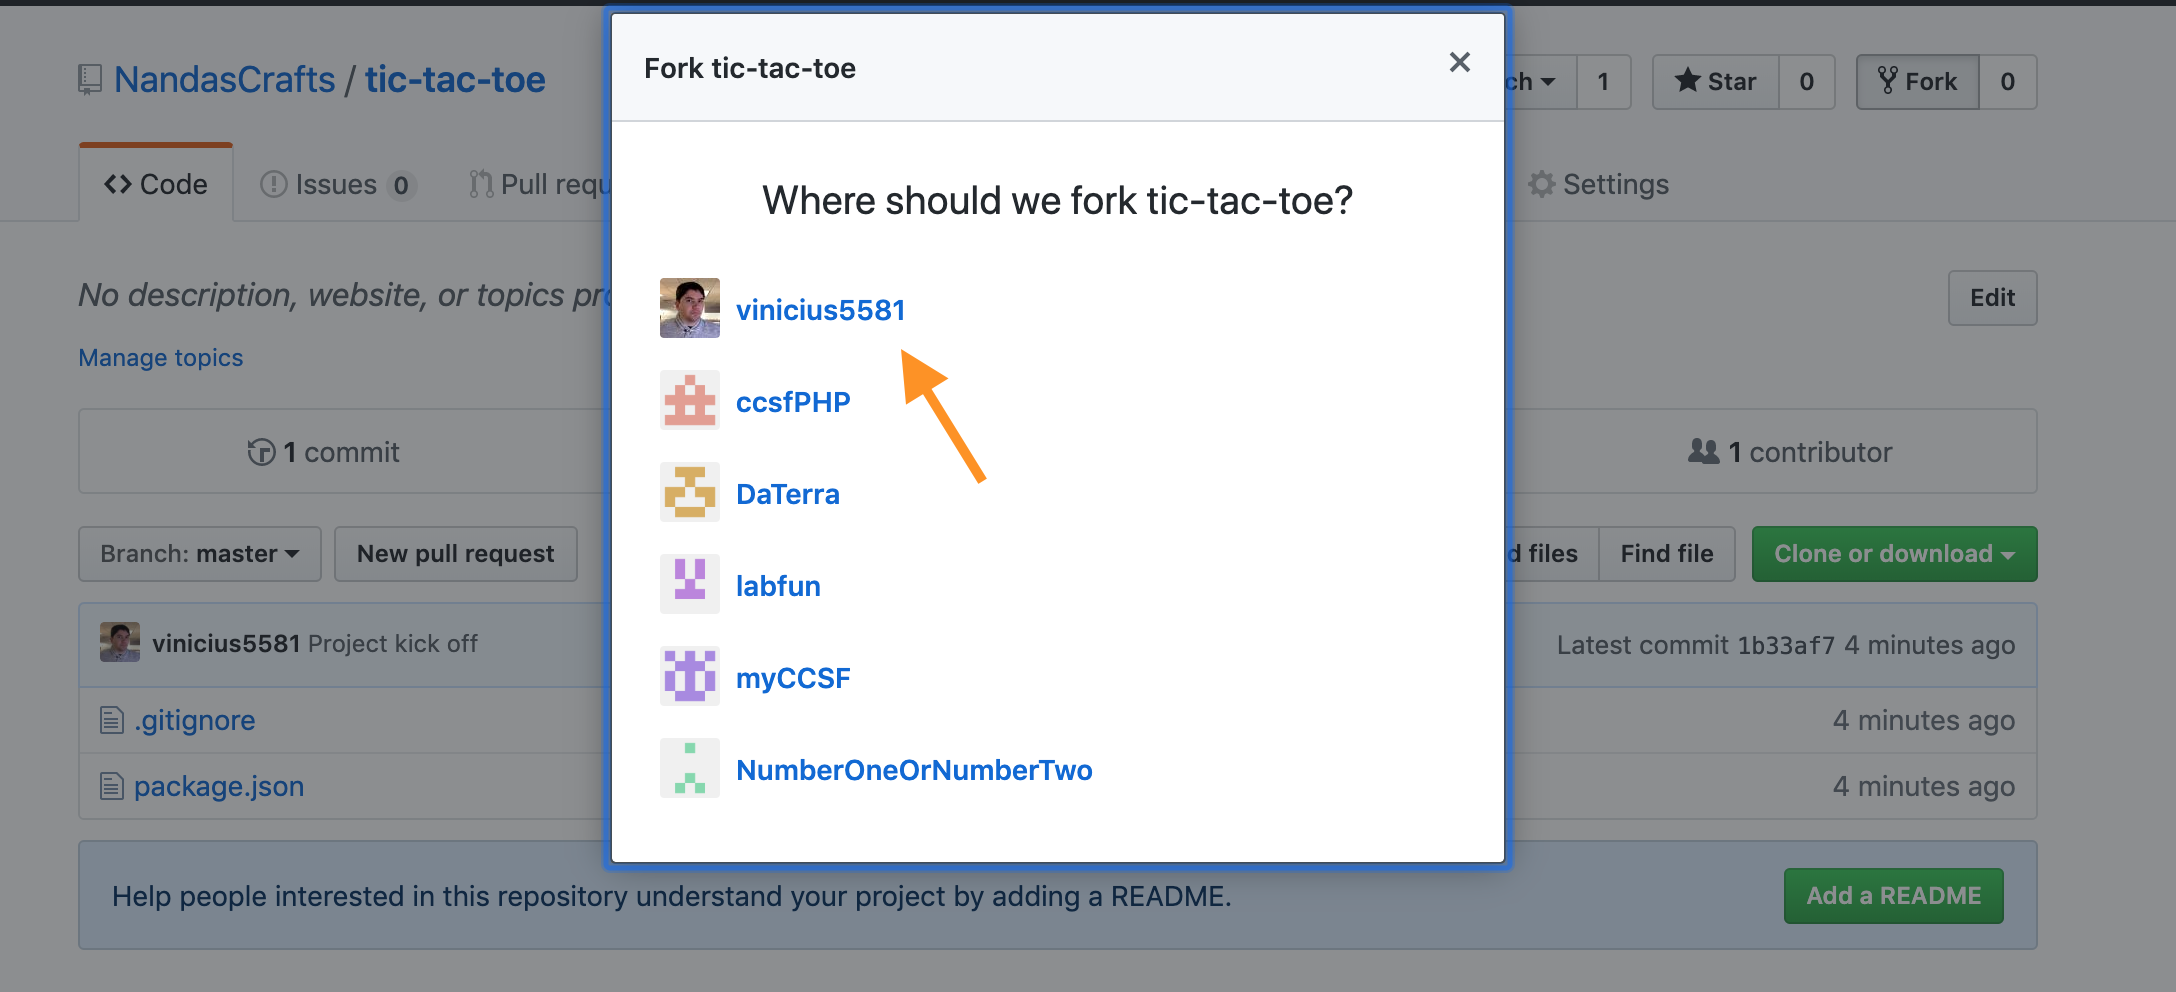 NandasCrafts / tic-tac-toe
Fork tic-tac-toe
1
Star 0
Fork 0
Code
Issues 0
Pull
Settings
Where should we fork tic-tac-toe?
No description, website, or topics
Edit
Manage topics
vinicius5581
ccsfPHP
DaTerra
labfun
myCCSF
NumberOneOrNumberTwo
1 commit
1 contributor
Branch: master
New pull request
files
Find file
Clone or download
vinicius5581 Project kick off
Latest commit 1b33af7 4 minutes ago
.gitignore
4 minutes ago
package.json
4 minutes ago
Help people interested in this repository understand your project by adding a README.
Add a README